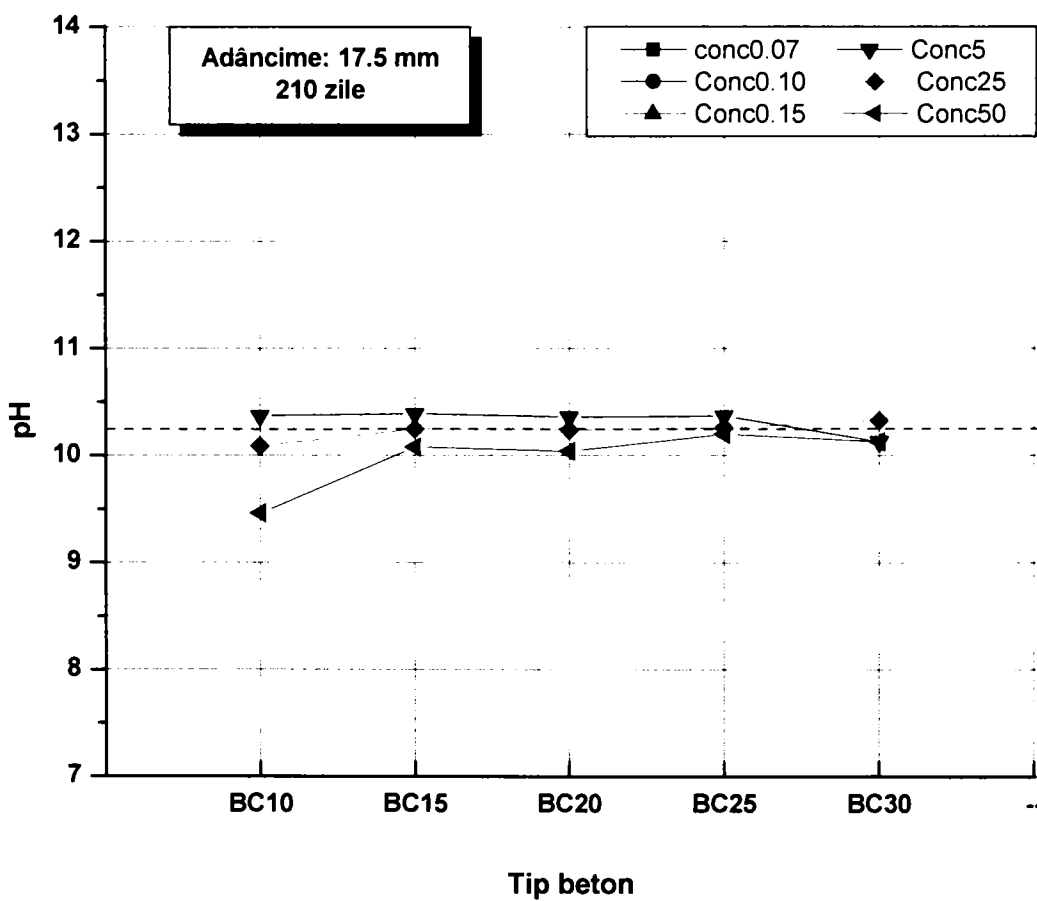 Adâncime: 17.5 mm
210 zile
conc0.07
Conc5
Conc0.10
Conc25
Conc0.15
Conc50
14
13
12
11
10
9
8
7
pH
BC10 BC15 BC20 BC25 BC30 --
Tip beton